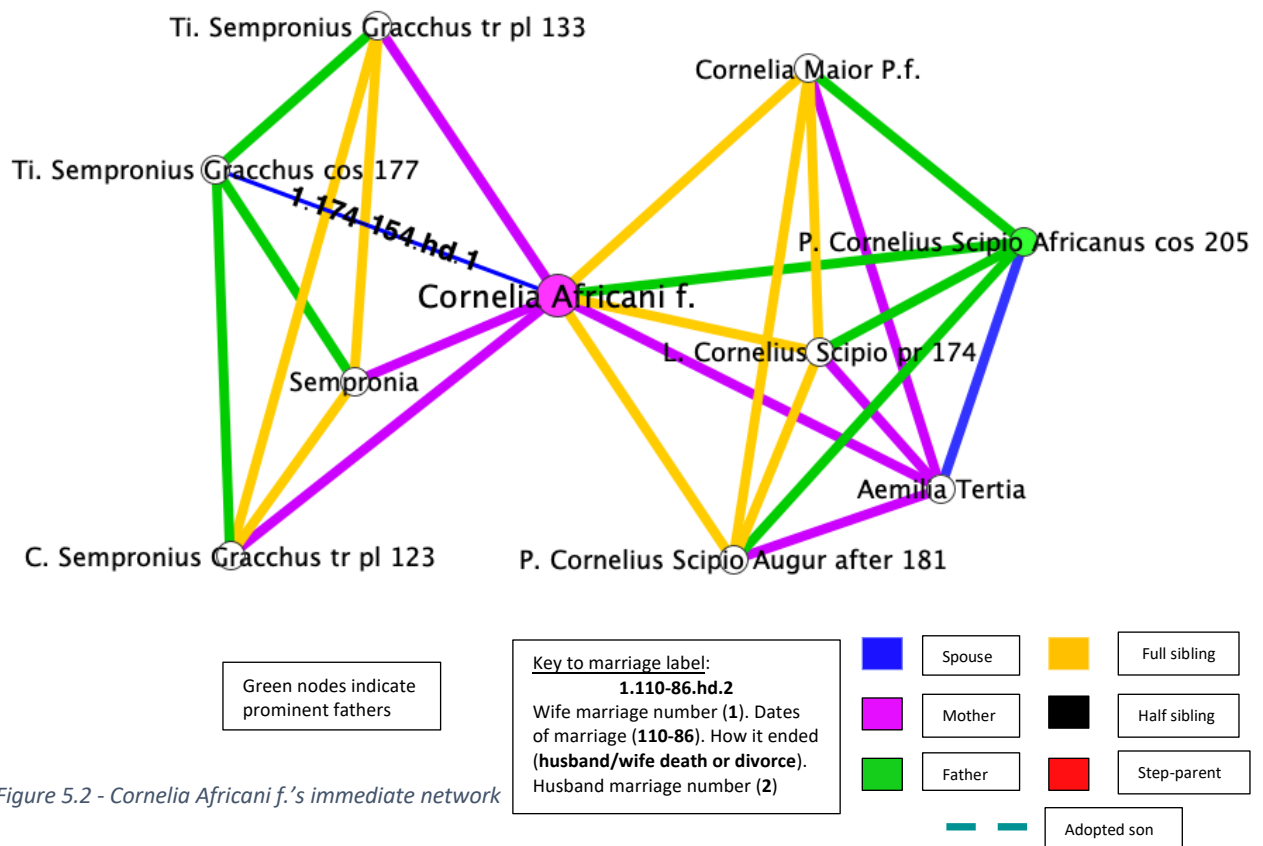 Ti. Sempronius Gracchus tr pl 133
Cornelia Maior P.f.
Ti. Sempronius Gracchus cos 177
1.174-154.hd.1
P. Cornelius Scipio Africanus cos 205
Cornelia Africani f.
L. Cornelius Scipio pr 174
Sempronia
Aemilia Tertia
C. Sempronius Gracchus tr pl 123
P. Cornelius Scipio Augur after 181
Green nodes indicate
prominent fathers
Key to marriage label:
1.110-86.hd.2
Wife marriage number (1). Dates
of marriage (110-86). How it ended
(husband/wife death or divorce).
Husband marriage number (2)
Spouse
Full sibling
Mother
Half sibling
Father
Step-parent
Adopted son
Figure 5.2 - Cornelia Africani f.’s immediate network